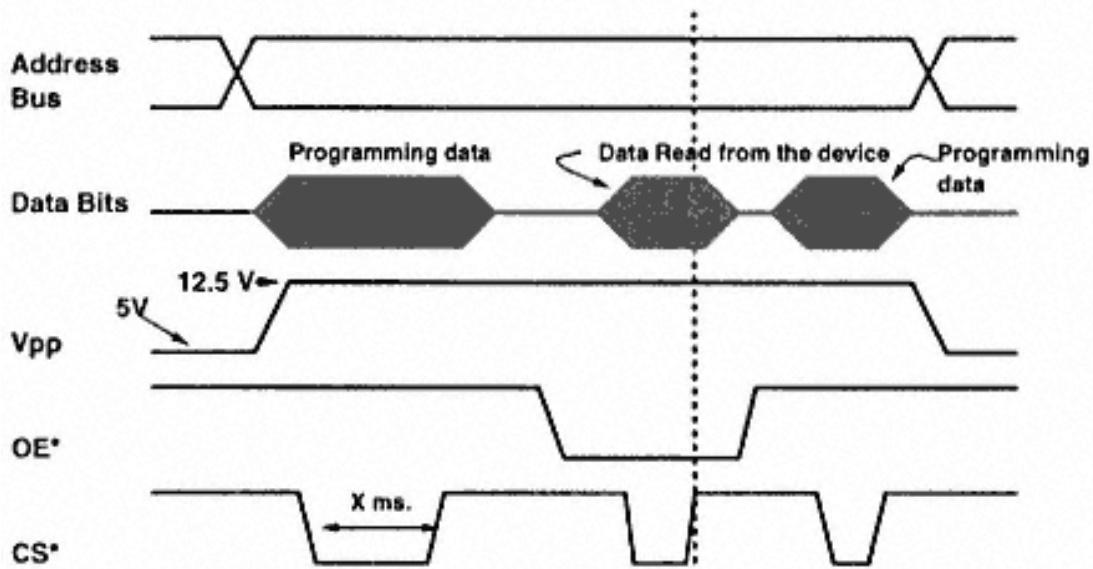 Address
Bus
Programming data
Data Read from the device
Programming
data
Data Bits
12.5 V
5V
Vpp
OE*
X ms.
CS*